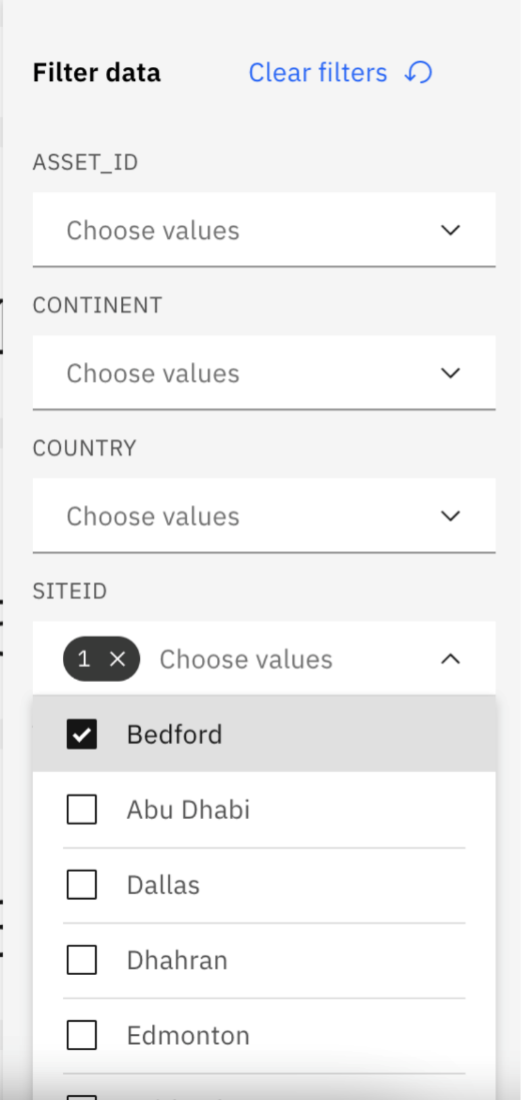 Filter data Clear filters
ASSET_ID
Choose values
CONTINENT
Choose values
COUNTRY
Choose values
SITEID
1 Choose values
Bedford
Abu Dhabi
Dallas
Dhahran
Edmonton